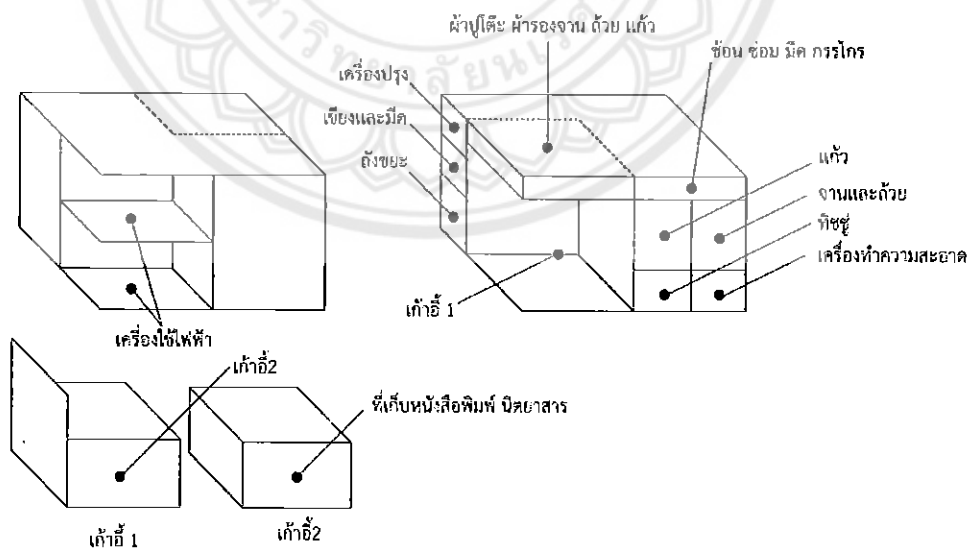 ผ้าปูโต๊ะ ผ้ารองจาน ถ้วย แก้ว
ช้อน ซ่อม มีด กรรไกร
เครื่องปรุง
เขียงและมีด
ถังขยะ
แก้ว
จานและถ้วย
ทิชชู่
เครื่องทำความสะอาด
เก้าอี้ 1
เครื่องใช้ไฟฟ้า
เก้าอี้2
ที่เก็บหนังสือพิมพ์ นิตยาสาร
เก้าอี้ 1
เก้าอี้2